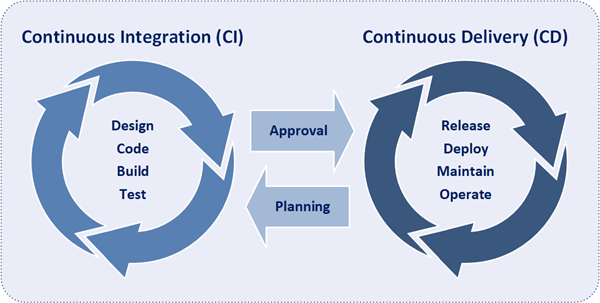 Continuous Integration (CI)
Continuous Delivery (CD)
Design
Code
Build
Test
Approval
Planning
Release
Deploy
Maintain
Operate